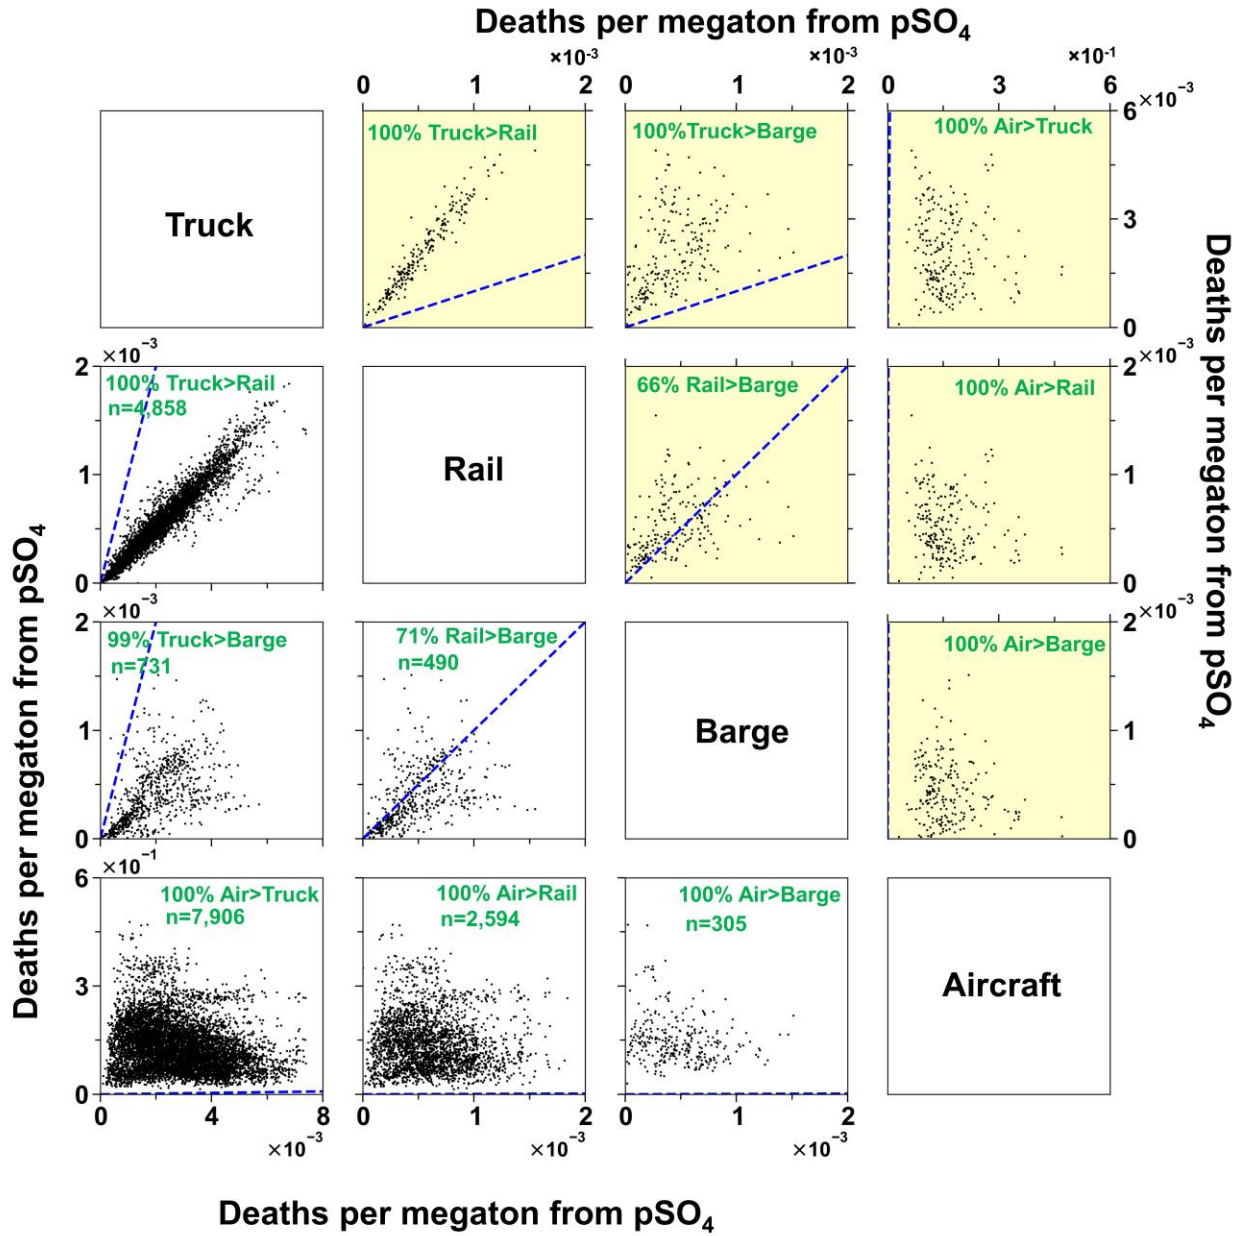 Deaths per megaton from pSO₄
×10⁻³ ×10⁻³ ×10⁻¹
0 1 2 0 1 2 0 3 6
Truck
100% Truck>Rail
100%Truck>Barge
100% Air>Truck
6 ×10⁻³
3
0
×10⁻³
2
1
0
100% Truck>Rail
n=4,858
Rail
66% Rail>Barge
100% Air>Rail
2 ×10⁻³
1
0
×10⁻³
2
1
0
99% Truck>Barge
n=731
71% Rail>Barge
n=490
Barge
100% Air>Barge
2 ×10⁻³
1
0
×10⁻¹
6
3
0
100% Air>Truck
n=7,906
100% Air>Rail
n=2,594
100% Air>Barge
n=305
Aircraft
0 4 8 0 1 2 0 1 2
×10⁻³ ×10⁻³ ×10⁻³
Deaths per megaton from pSO₄
Deaths per megaton from pSO₄
Deaths per megaton from pSO₄